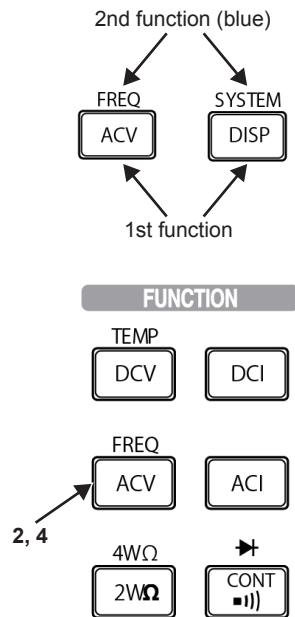 2nd function (blue)
FREQ SYSTEM
ACV DISP
1st function
FUNCTION
TEMP
DCV DCI
FREQ
ACV ACI
2, 4
4WΩ
2WΩ CONT